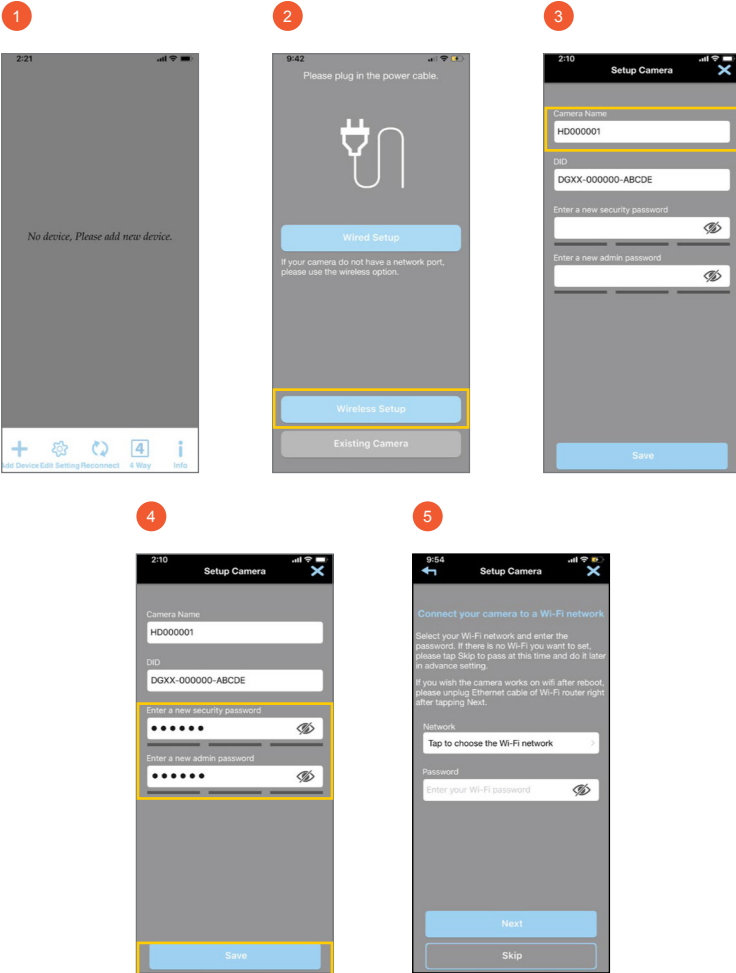 1
2:21
No device, Please add new device.
Add Device Edit Setting Reconnect 4 Way Info
4
2
9:42
Please plug in the power cable.
Wired Setup
If your camera do not have a network port,
please use the wireless option.
Wireless Setup
Existing Camera
3
2:10
Setup Camera
Camera Name
HD000001
DID
DGXX-000000-ABCDE
Enter a new security password
Enter a new admin password
Save
4
2:10
Setup Camera
Camera Name
HD000001
DID
DGXX-000000-ABCDE
Enter a new security password
Enter a new admin password
Save
5
9:54
Setup Camera
Connect your camera to a Wi-Fi network
Select your Wi-Fi network and enter the
password. If there is no Wi-Fi you want to set,
please tap Skip to pass at this time and do it later
in advance setting.
If you wish the camera works on wifi after reboot,
please unplug Ethernet cable of Wi-Fi router right
after tapping Next.
Network
Tap to choose the Wi-Fi network
Password
Enter your Wi-Fi password
Next
Skip